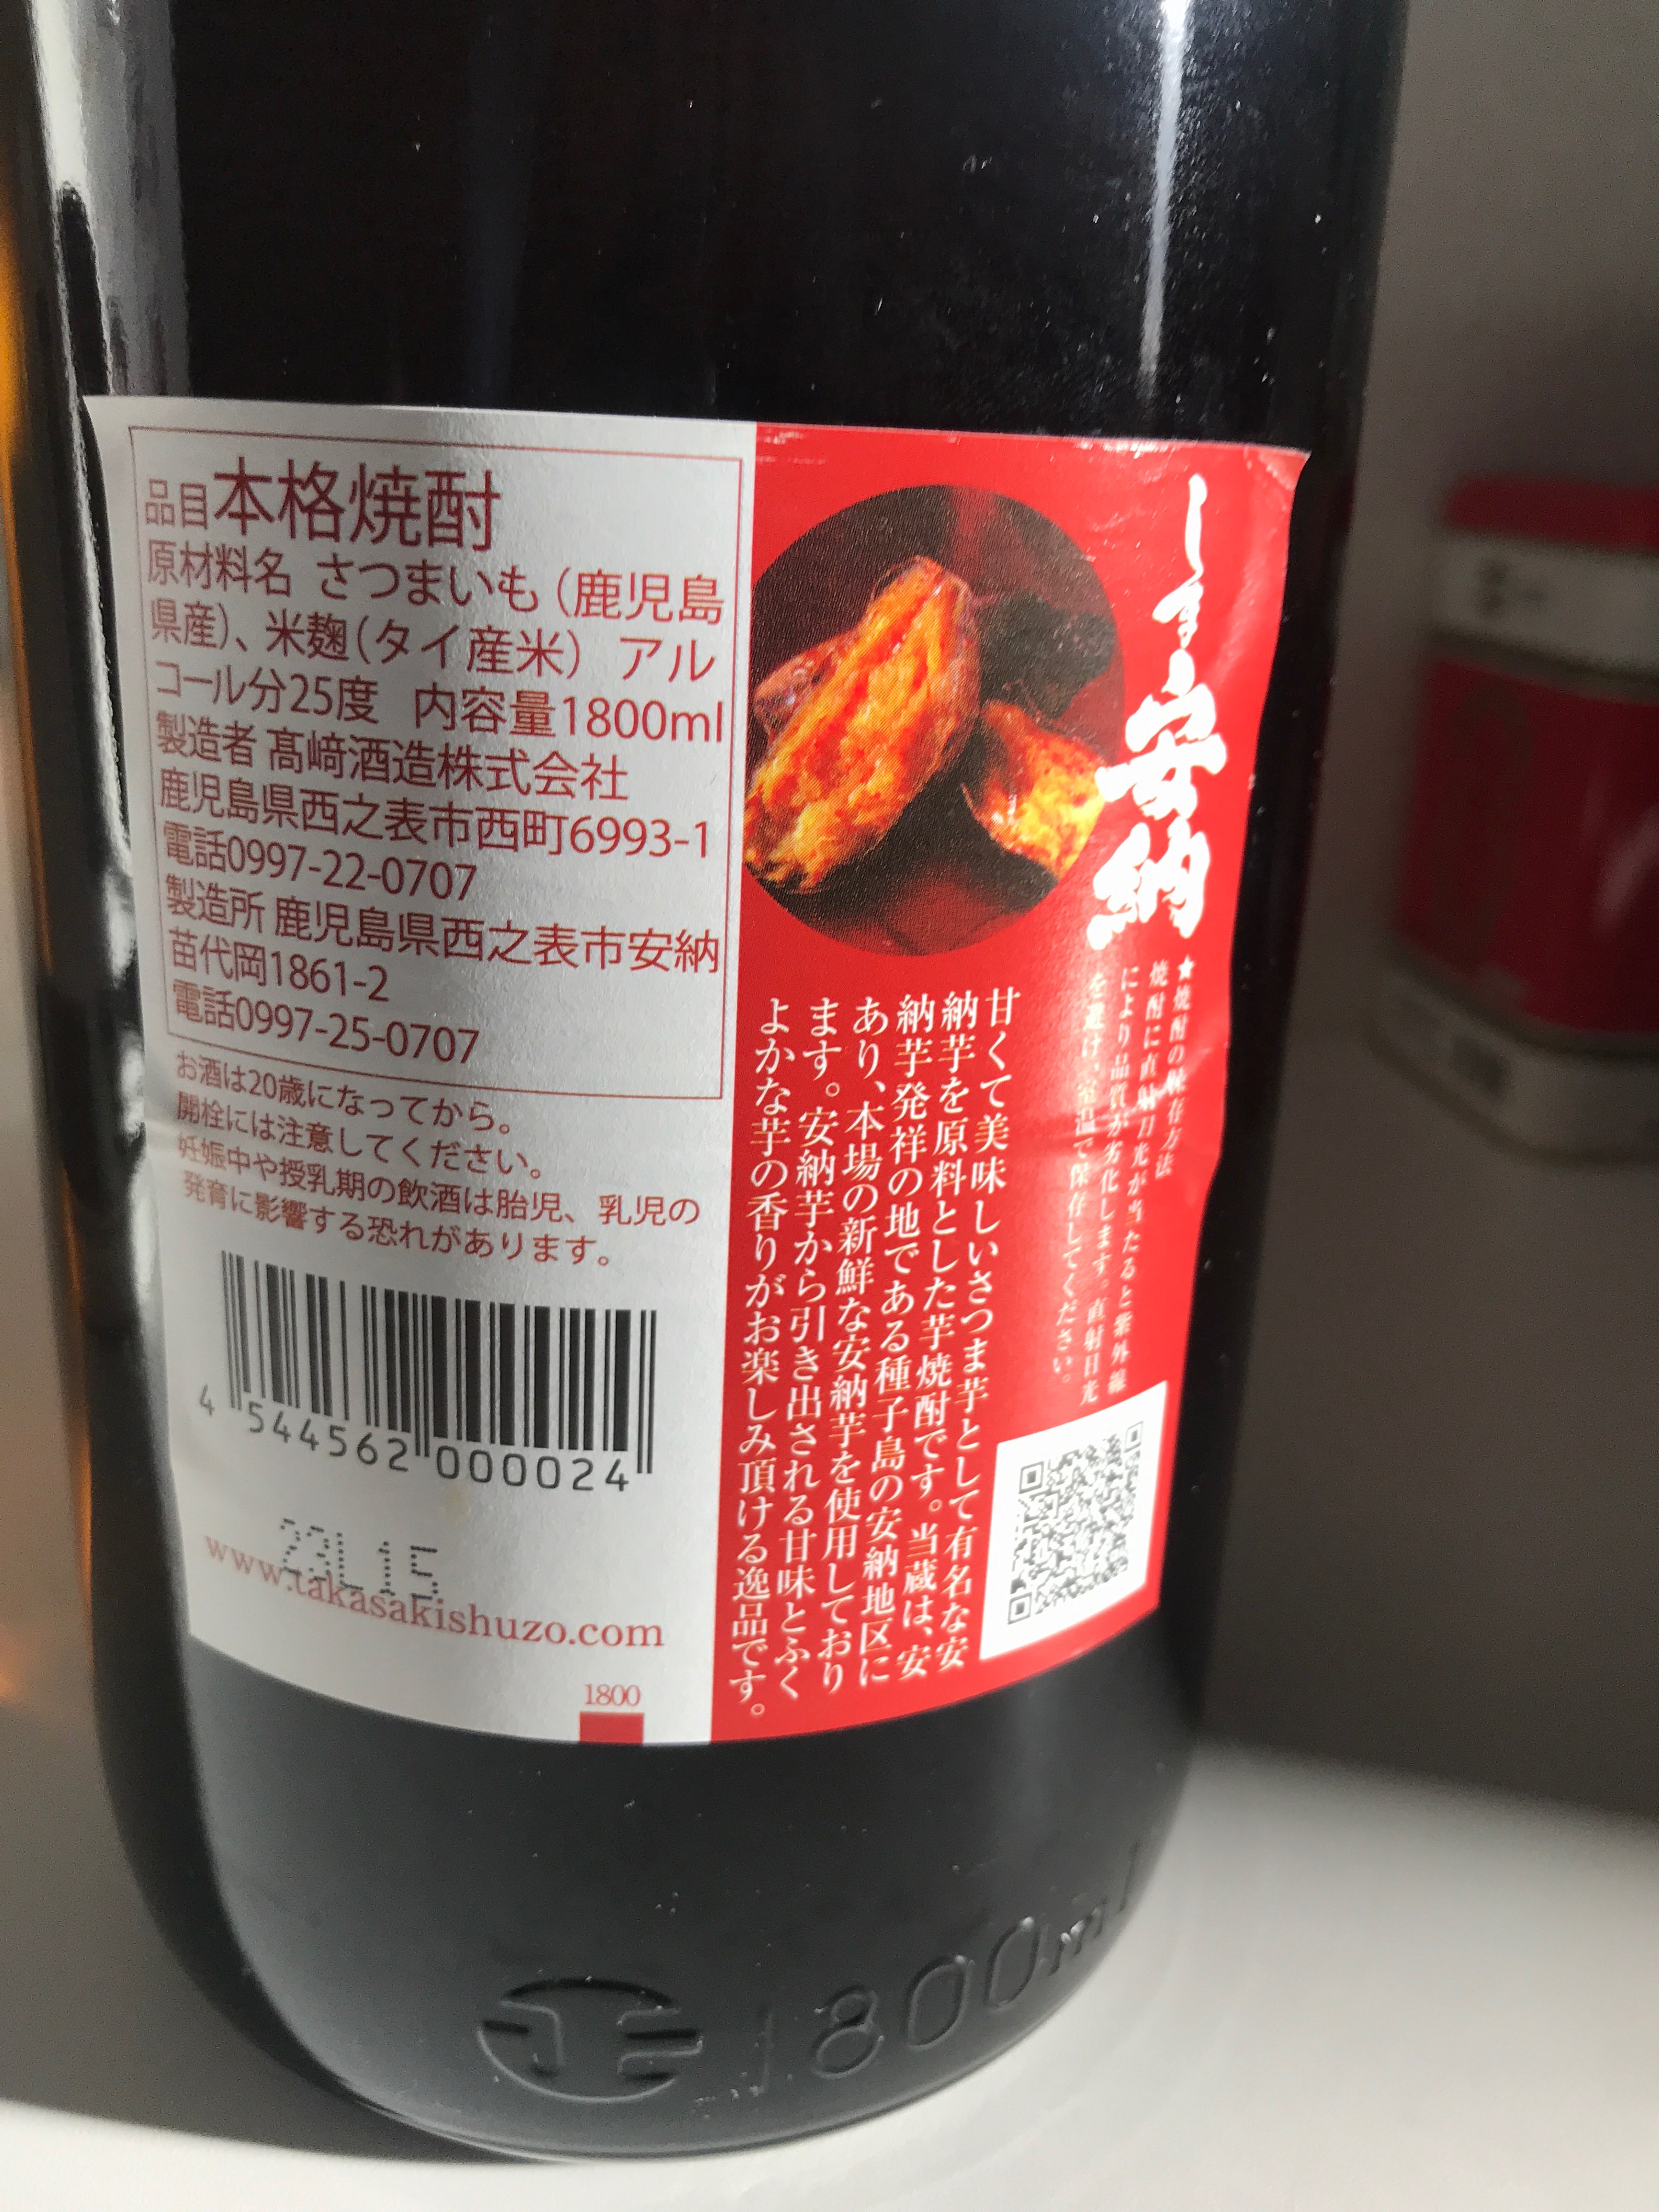 品目本格焼酎
原材料名 さつまいも（鹿児島
県産）、米麹（タイ産米） アル
コール分25度 内容量1800ml
製造者 髙﨑酒造株式会社
鹿児島県西之表市西町6993-1
電話0997-22-0707
製造所 鹿児島県西之表市安納
苗代岡1861-2
電話0997-25-0707
お酒は20歳になってから。
開栓には注意してください。
妊娠中や授乳期の飲酒は胎児、乳児の
発育に影響する恐れがあります。
4 544562 000024
23L15
www.takasakishuzo.com
1800
しま安納
★焼酎の保存方法
焼酎に直射日光が当たると紫外線
により品質が劣化します。直射日光
を避け、室温で保存してください。
甘くて美味しいさつま芋として有名な安
納芋を原料とした芋焼酎です。当蔵は、安
納芋発祥の地である種子島の安納地区に
あり、本場の新鮮な安納芋を使用しており
ます。安納芋から引き出される甘味とふく
よかな芋の香りがお楽しみ頂ける逸品です。
正 1800ml